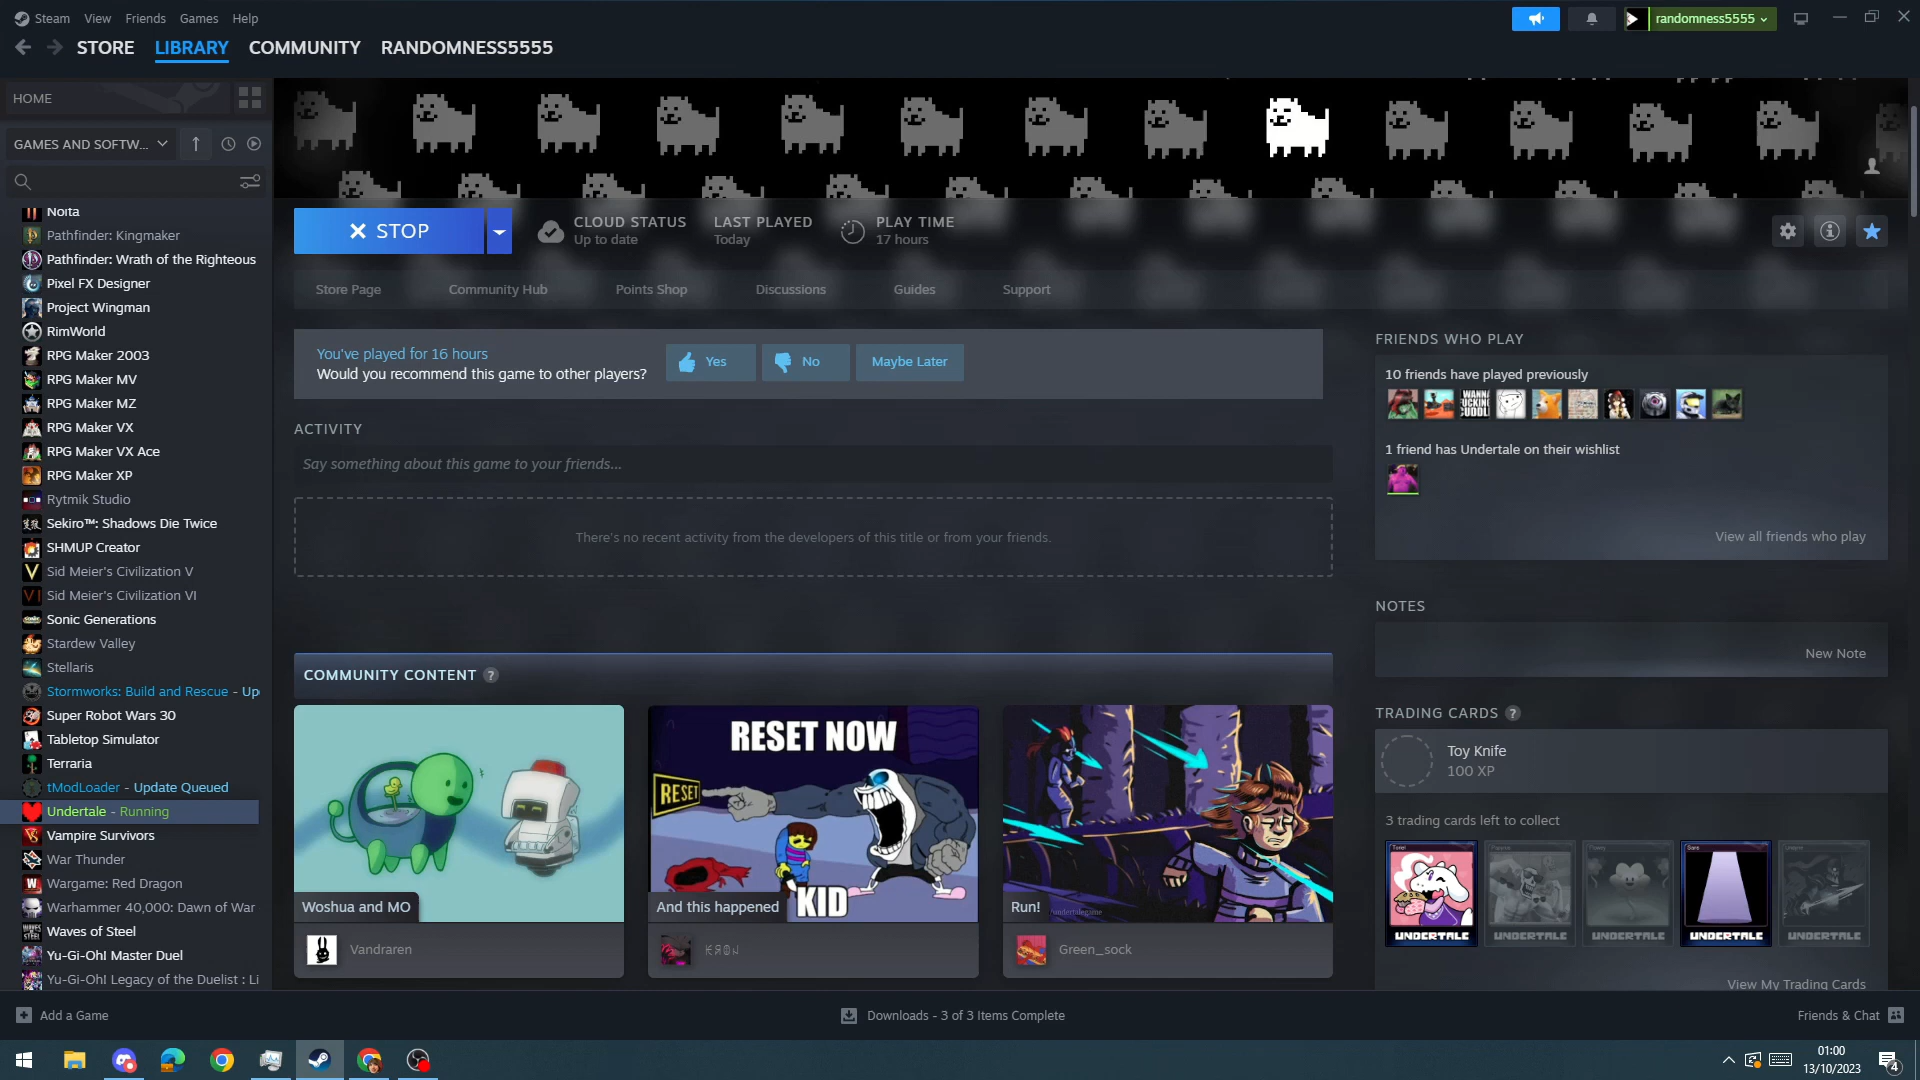 Steam View Friends Games Help
randomness5555
STORE LIBRARY COMMUNITY RANDOMNESS5555
HOME
GAMES AND SOFTW...
Noita
Pathfinder: Kingmaker
Pathfinder: Wrath of the Righteous
Pixel FX Designer
Project Wingman
RimWorld
RPG Maker 2003
RPG Maker MV
RPG Maker MZ
RPG Maker VX
RPG Maker VX Ace
RPG Maker XP
Rytmik Studio
Sekiro™: Shadows Die Twice
SHMUP Creator
Sid Meier's Civilization V
Sid Meier's Civilization VI
Sonic Generations
Stardew Valley
Stellaris
Stormworks: Build and Rescue - Up
Super Robot Wars 30
Tabletop Simulator
Terraria
tModLoader - Update Queued
Undertale - Running
Vampire Survivors
War Thunder
Wargame: Red Dragon
Warhammer 40,000: Dawn of War
Waves of Steel
Yu-Gi-Oh! Master Duel
Yu-Gi-Oh! Legacy of the Duelist : Li
STOP
CLOUD STATUS
Up to date
LAST PLAYED
Today
PLAY TIME
17 hours
Store Page Community Hub Points Shop Discussions Guides Support
You've played for 16 hours
Would you recommend this game to other players?
Yes No Maybe Later
ACTIVITY
Say something about this game to your friends...
There's no recent activity from the developers of this title or from your friends.
COMMUNITY CONTENT ?
Woshua and MO
Vandraren
RESET NOW
RESET
KID
And this happened
Run!
Green_sock
FRIENDS WHO PLAY
10 friends have played previously
1 friend has Undertale on their wishlist
View all friends who play
NOTES
New Note
TRADING CARDS ?
Toy Knife
100 XP
3 trading cards left to collect
UNDERTALE UNDERTALE UNDERTALE UNDERTALE UNDERTALE
View My Trading Cards
Add a Game
Downloads - 3 of 3 Items Complete
Friends & Chat
01:00
13/10/2023
4